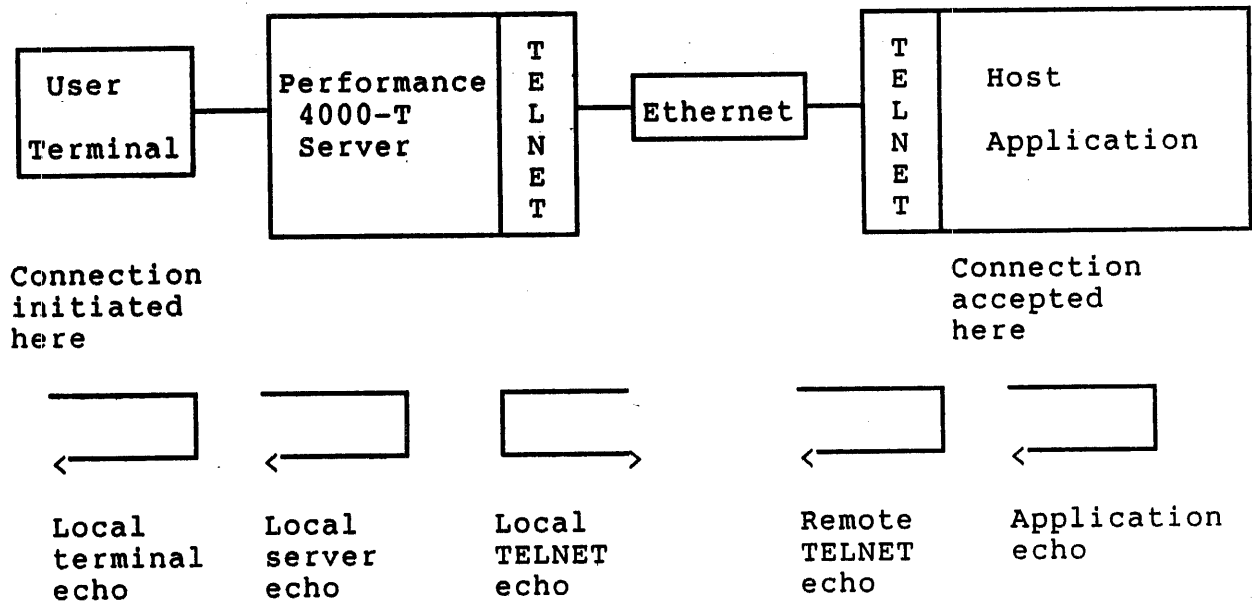 User
Terminal
Performance
4000-T
Server
T
E
L
N
E
T
Ethernet
T
E
L
N
E
T
Host
Application
Connection
initiated
here
Connection
accepted
here
Local
terminal
echo
Local
server
echo
Local
TELNET
echo
Remote
TELNET
echo
Application
echo